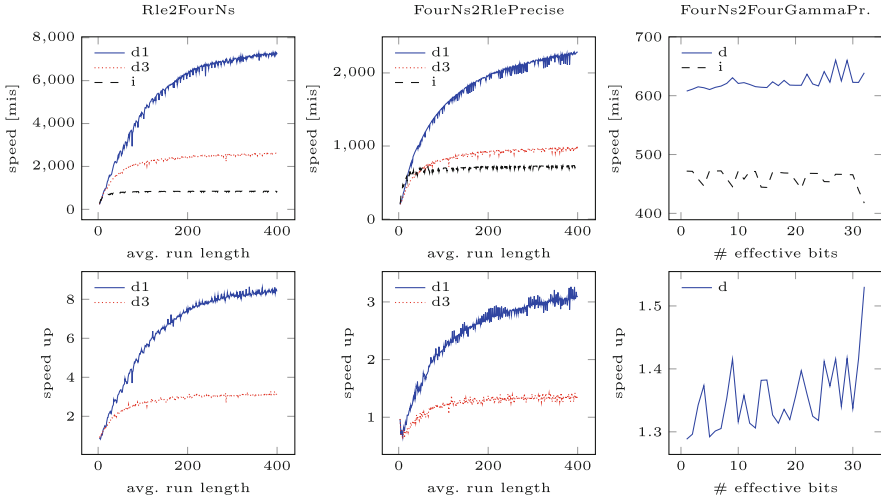 Rle2FourNs
8,000
6,000
4,000
2,000
0
speed [mis]
d1
d3
i
0
200
400
avg. run length
FourNs2RlePrecise
2,000
1,000
0
speed [mis]
d1
d3
i
0
200
400
avg. run length
FourNs2FourGammaPr.
700
600
500
400
speed [mis]
d
i
0
10
20
30
# effective bits
8
6
4
2
speed up
d1
d3
0
200
400
avg. run length
3
2
1
speed up
d1
d3
0
200
400
avg. run length
1.5
1.4
1.3
speed up
d
0
10
20
30
# effective bits